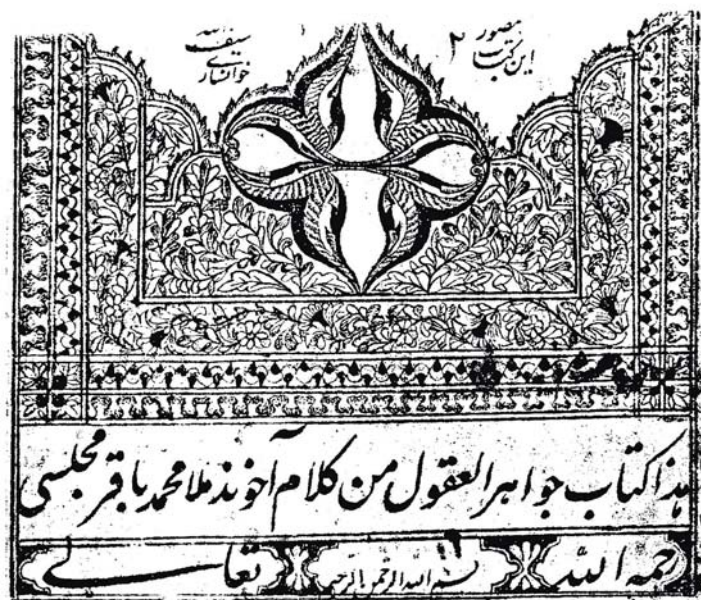 مصور
این کتاب
سیف الله
خوانساری
هذا کتاب جواهر العقول من کلام آخوند ملا محمد باقر مجلسی
رحمه الله
بسم الله الرحمن الرحیم
تعالی